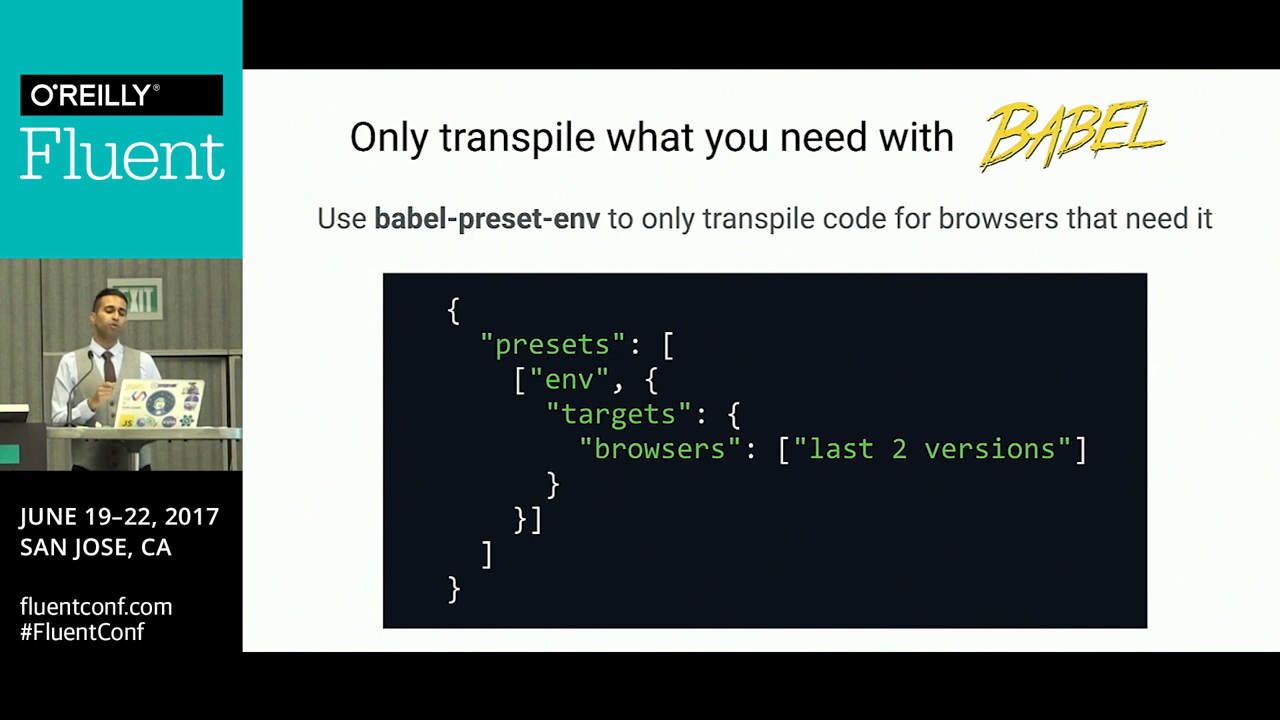 O'REILLY®
Fluent
EXIT
JUNE 19–22, 2017
SAN JOSE, CA
fluentconf.com
#FluentConf
Only transpile what you need with BABEL
Use babel-preset-env to only transpile code for browsers that need it
{
"presets": [
["env", {
"targets": {
"browsers": ["last 2 versions"]
}
}]
]
}